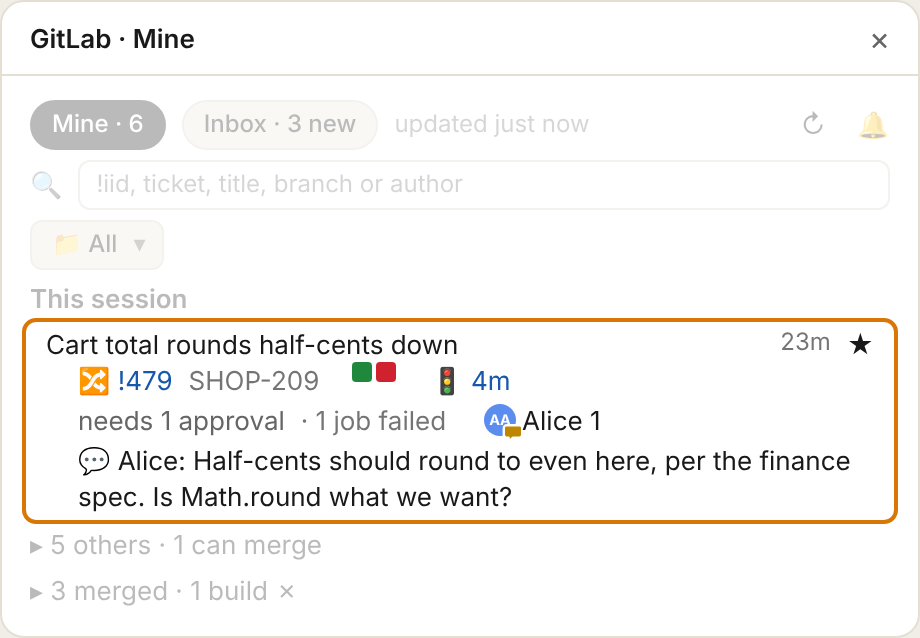 GitLab · Mine ×
Mine · 6 Inbox · 3 new updated just now
!iid, ticket, title, branch or author
All ▾
This session
Cart total rounds half-cents down 23m ★
!479 SHOP-209 4m
needs 1 approval · 1 job failed AA Alice 1
Alice: Half-cents should round to even here, per the finance
spec. Is Math.round what we want?
▸ 5 others · 1 can merge
▸ 3 merged · 1 build ×